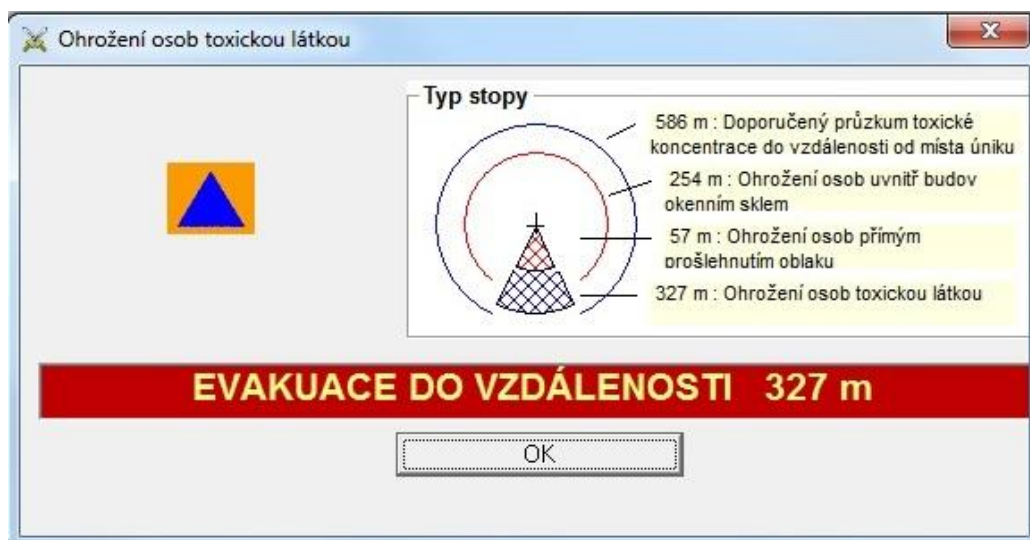 Ohrožení osob toxickou látkou
Typ stopy
586 m : Doporučený průzkum toxické
koncentrace do vzdálenosti od místa úniku
254 m : Ohrožení osob uvnitř budov
okenním sklem
57 m : Ohrožení osob přímým
prošlehnutím oblaku
327 m : Ohrožení osob toxickou látkou
EVAKUACE DO VZDÁLENOSTI 327 m
OK